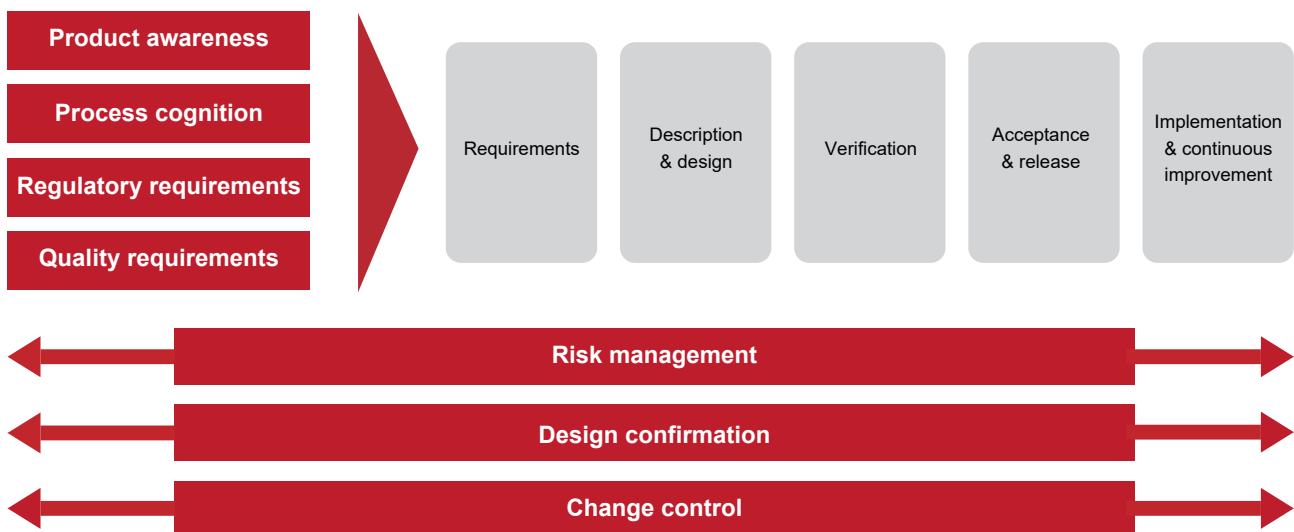 Product awareness
Process cognition
Regulatory requirements
Quality requirements
Requirements
Description
& design
Verification
Acceptance
& release
Implementation
& continuous
improvement
Risk management
Design confirmation
Change control